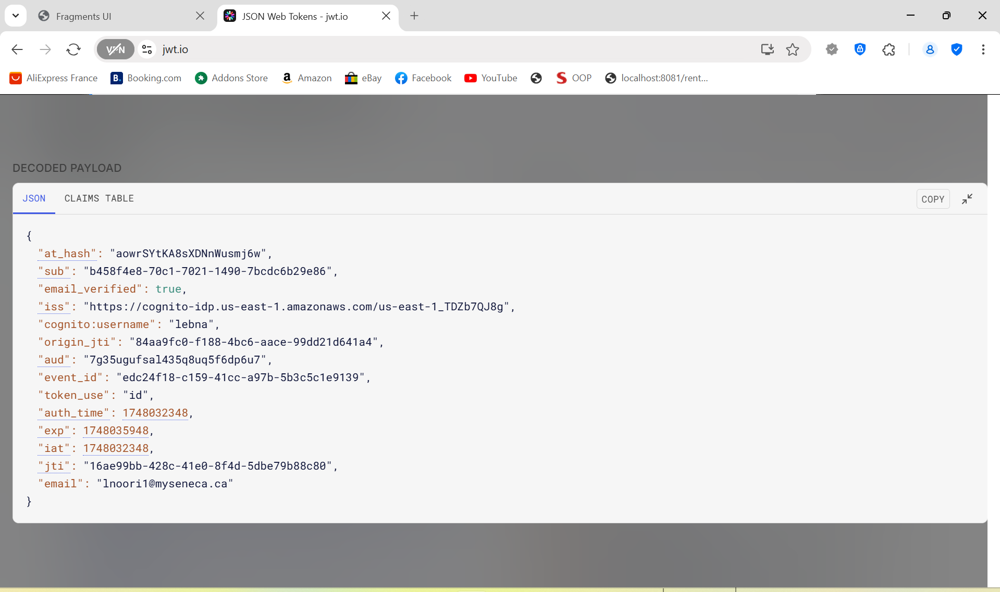 Fragments UI
JSON Web Tokens - jwt.io
VPN
jwt.io
AliExpress France
B. Booking.com
Addons Store
a Amazon
eBay
Facebook
YouTube
S OOP
localhost:8081/rent...
DECODED PAYLOAD
JSON CLAIMS TABLE COPY
{
"at_hash": "aowrSYtKA8sXDNnWusmj6w",
"sub": "b458f4e8-70c1-7021-1490-7bcdc6b29e86",
"email_verified": true,
"iss": "https://cognito-idp.us-east-1.amazonaws.com/us-east-1_TDZb7QJ8g",
"cognito:username": "lebna",
"origin_jti": "84aa9fc0-f188-4bc6-aace-99dd21d641a4",
"aud": "7g35ugufsal435q8uq5f6dp6u7",
"event_id": "edc24f18-c159-41cc-a97b-5b3c5c1e9139",
"token_use": "id",
"auth_time": 1748032348,
"exp": 1748035948,
"iat": 1748032348,
"jti": "16ae99bb-428c-41e0-8f4d-5dbe79b88c80",
"email": "lnoori1@myseneca.ca"
}